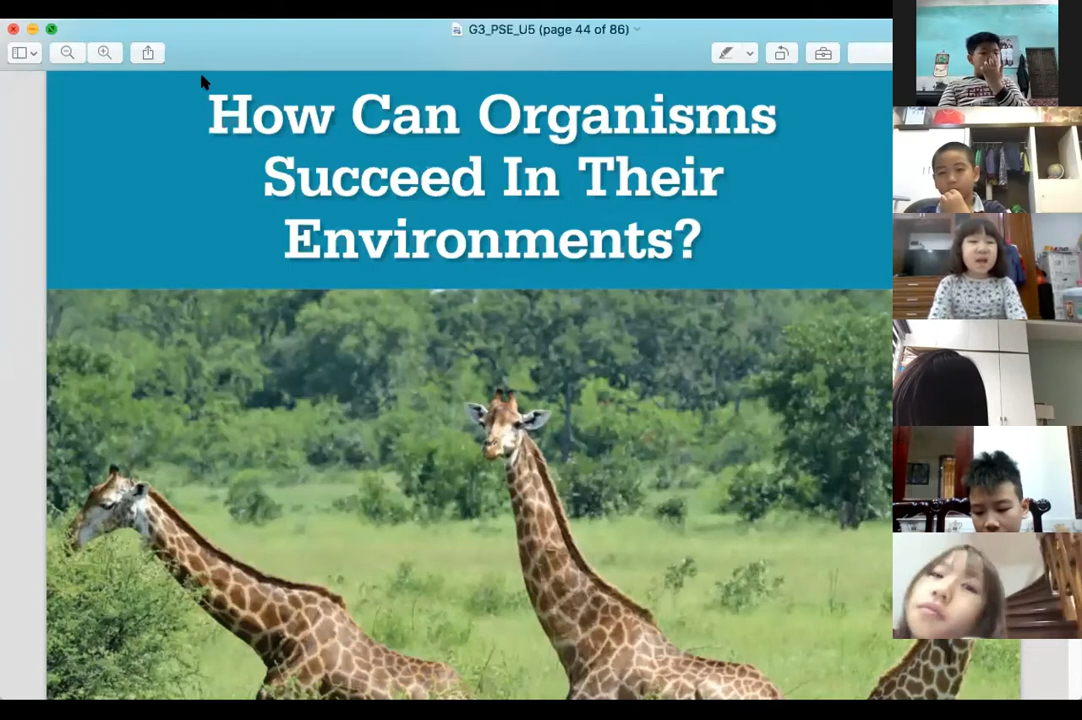 G3_PSE_U5 (page 44 of 86)
How Can Organisms
Succeed In Their
Environments?